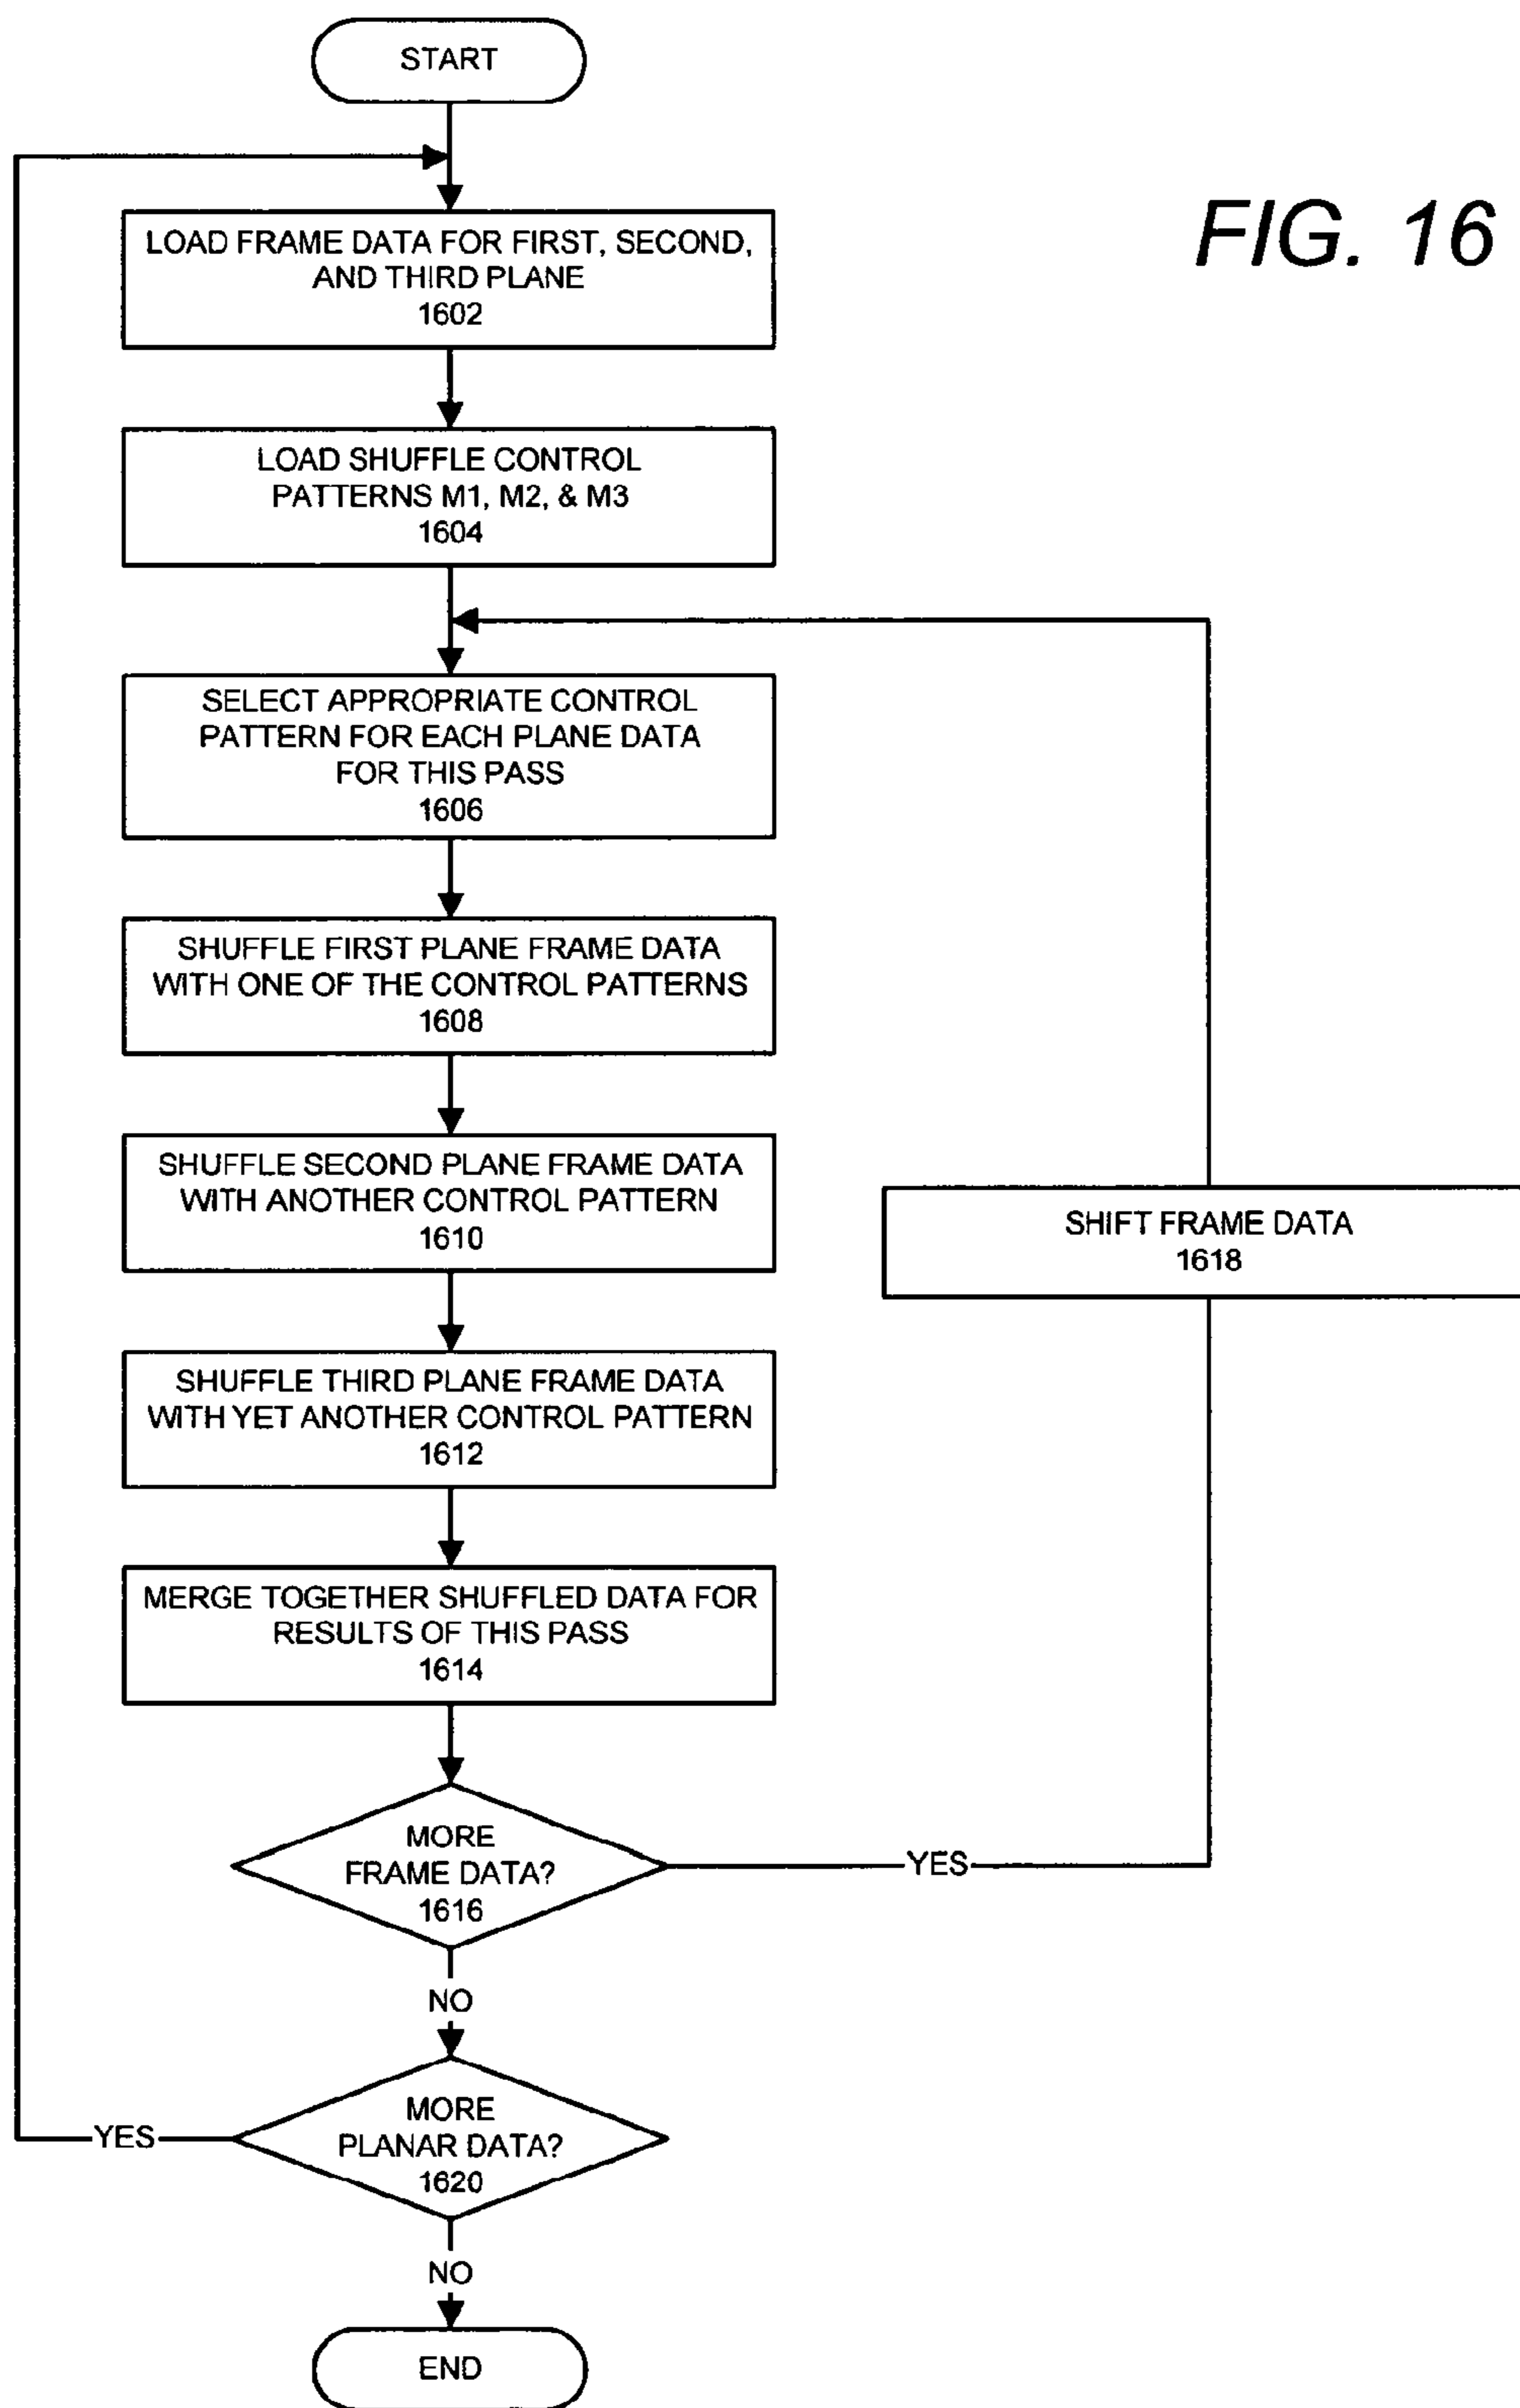 START
FIG. 16
LOAD FRAME DATA FOR FIRST, SECOND,
AND THIRD PLANE
1602
LOAD SHUFFLE CONTROL
PATTERNS M1, M2, & M3
1604
SELECT APPROPRIATE CONTROL
PATTERN FOR EACH PLANE DATA
FOR THIS PASS
1606
SHUFFLE FIRST PLANE FRAME DATA
WITH ONE OF THE CONTROL PATTERNS
1608
SHUFFLE SECOND PLANE FRAME DATA
WITH ANOTHER CONTROL PATTERN
1610
SHIFT FRAME DATA
1618
SHUFFLE THIRD PLANE FRAME DATA
WITH YET ANOTHER CONTROL PATTERN
1612
MERGE TOGETHER SHUFFLED DATA FOR
RESULTS OF THIS PASS
1614
MORE
FRAME DATA?
1616
YES
NO
MORE
PLANAR DATA?
1620
YES
NO
END